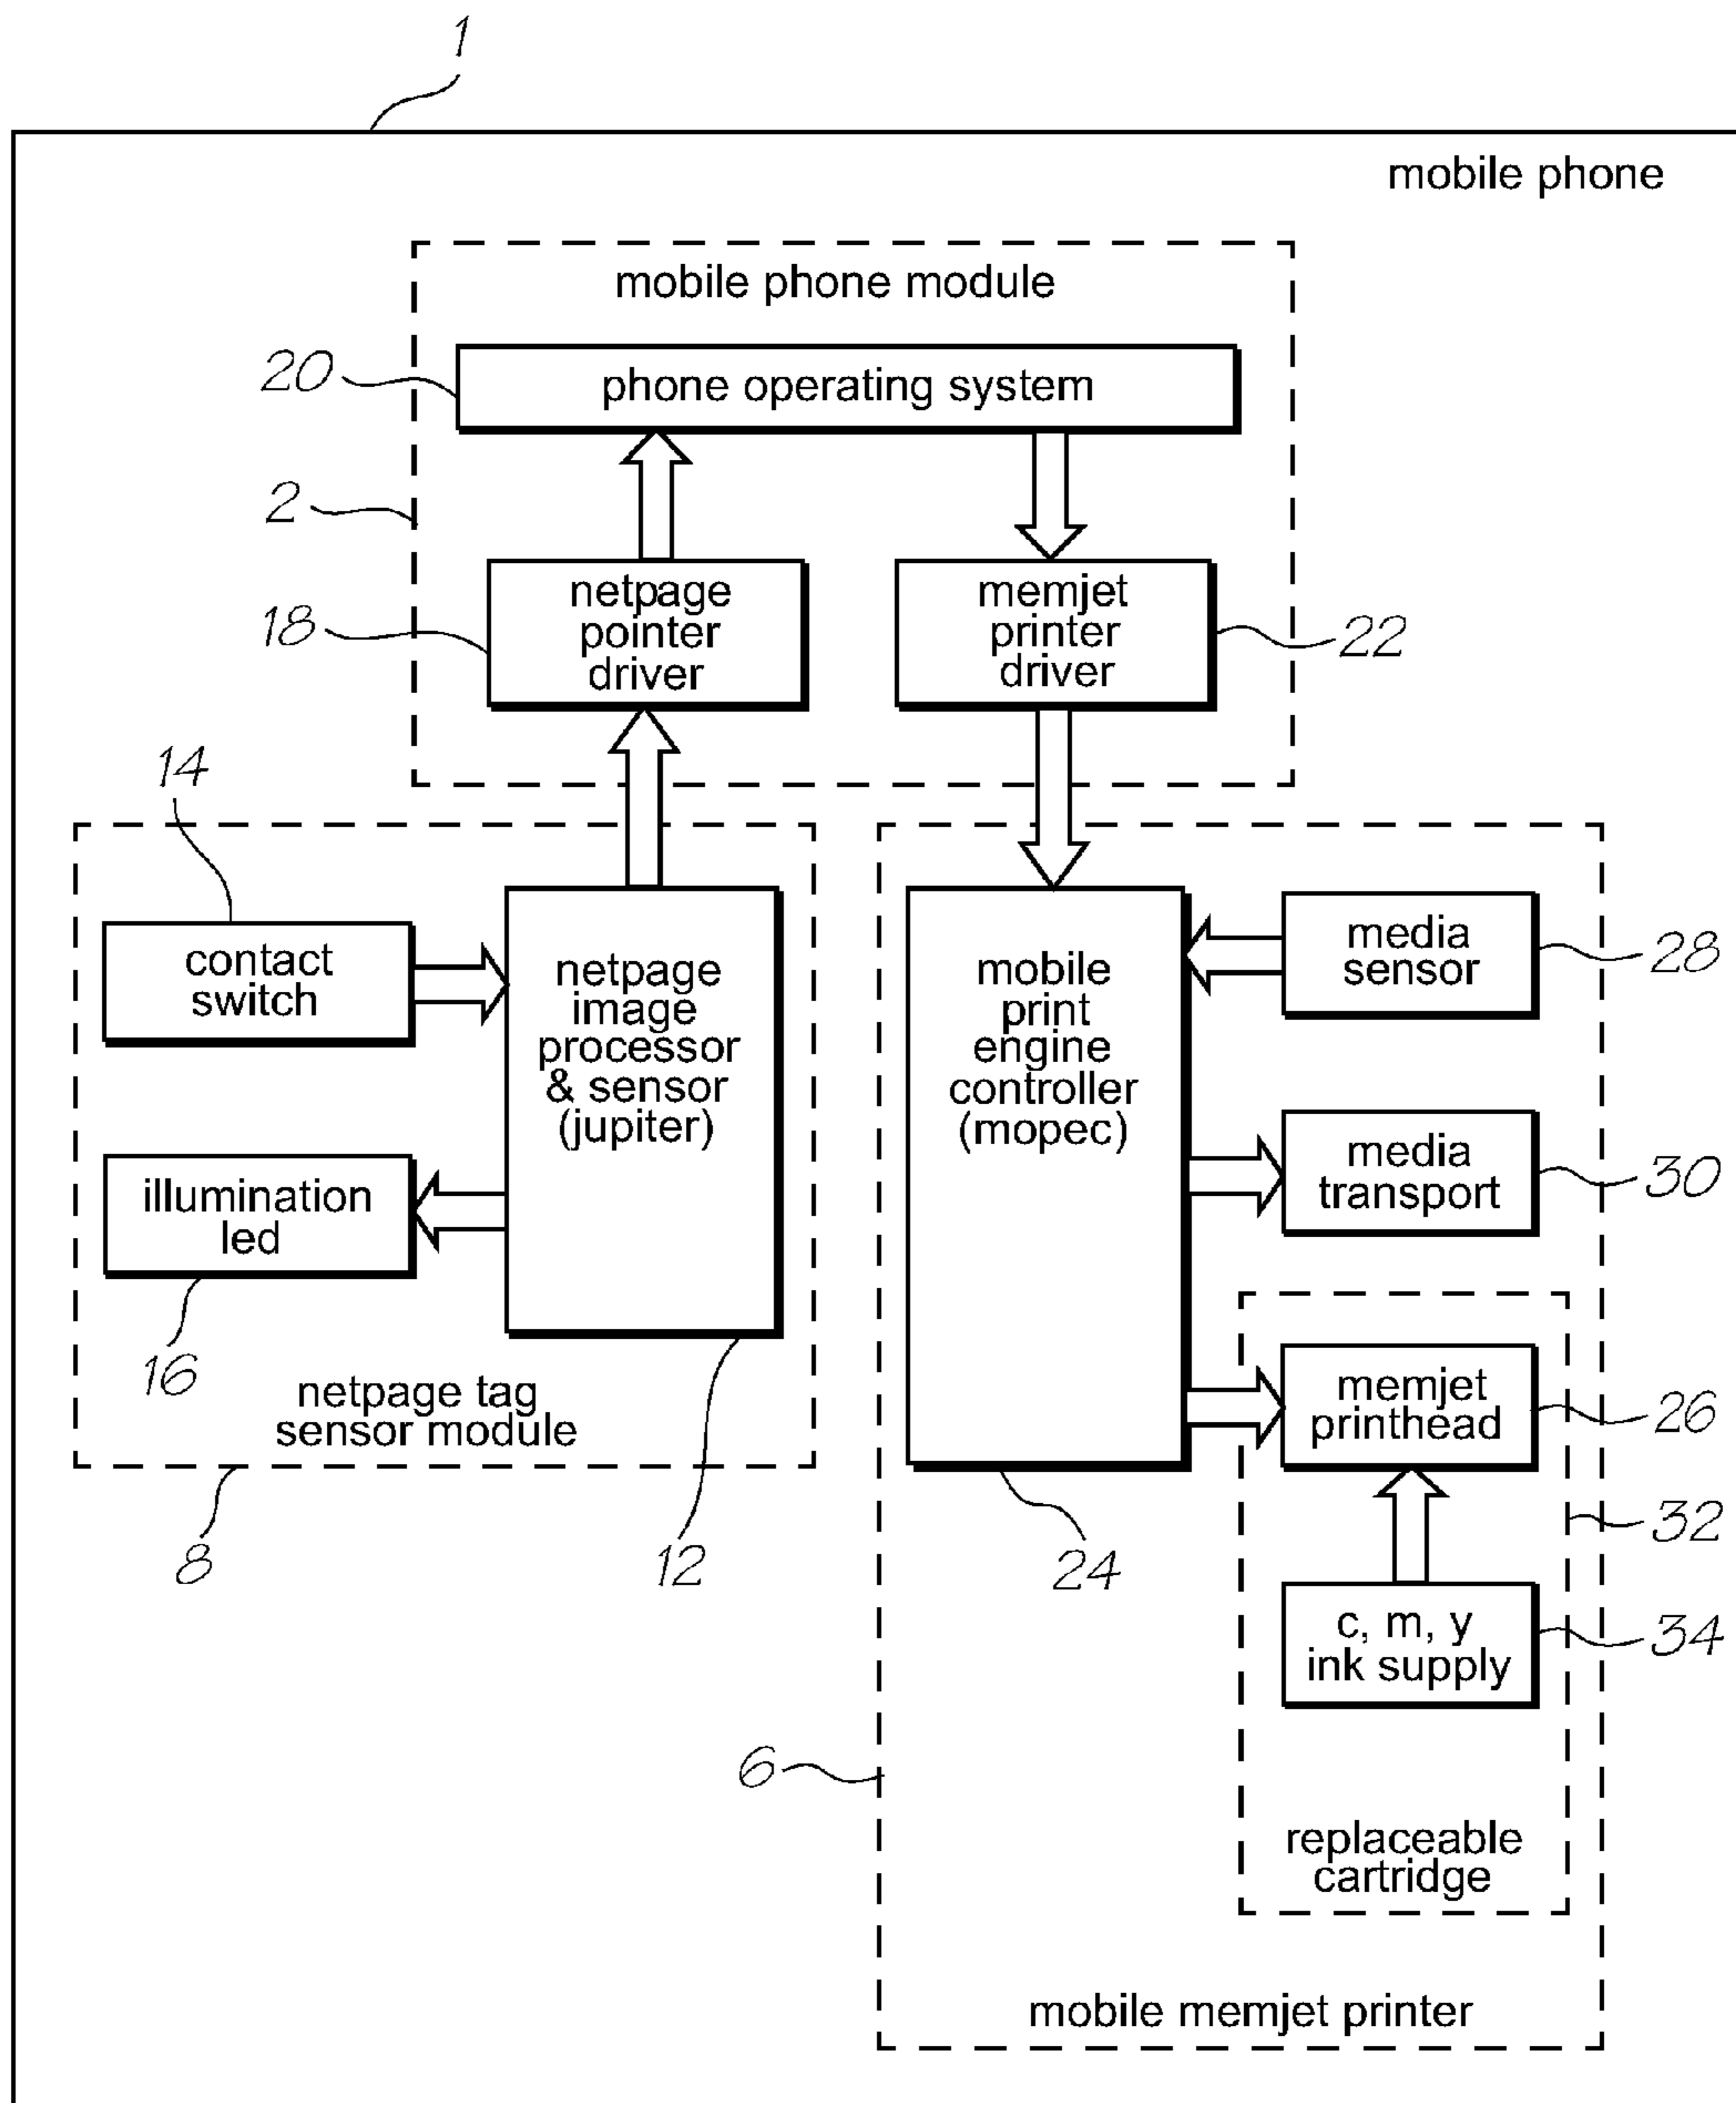 1
mobile phone
mobile phone module
20
phone operating system
2
netpage
pointer
driver
18
memjet
printer
driver
22
14
contact
switch
netpage
image
processor
& sensor
(jupiter)
illumination
led
16
netpage tag
sensor module
8
12
mobile
print
engine
controller
(mopec)
media
sensor
28
media
transport
30
memjet
printhead
26
24
32
c, m, y
ink supply
34
6
replaceable
cartridge
mobile memjet printer